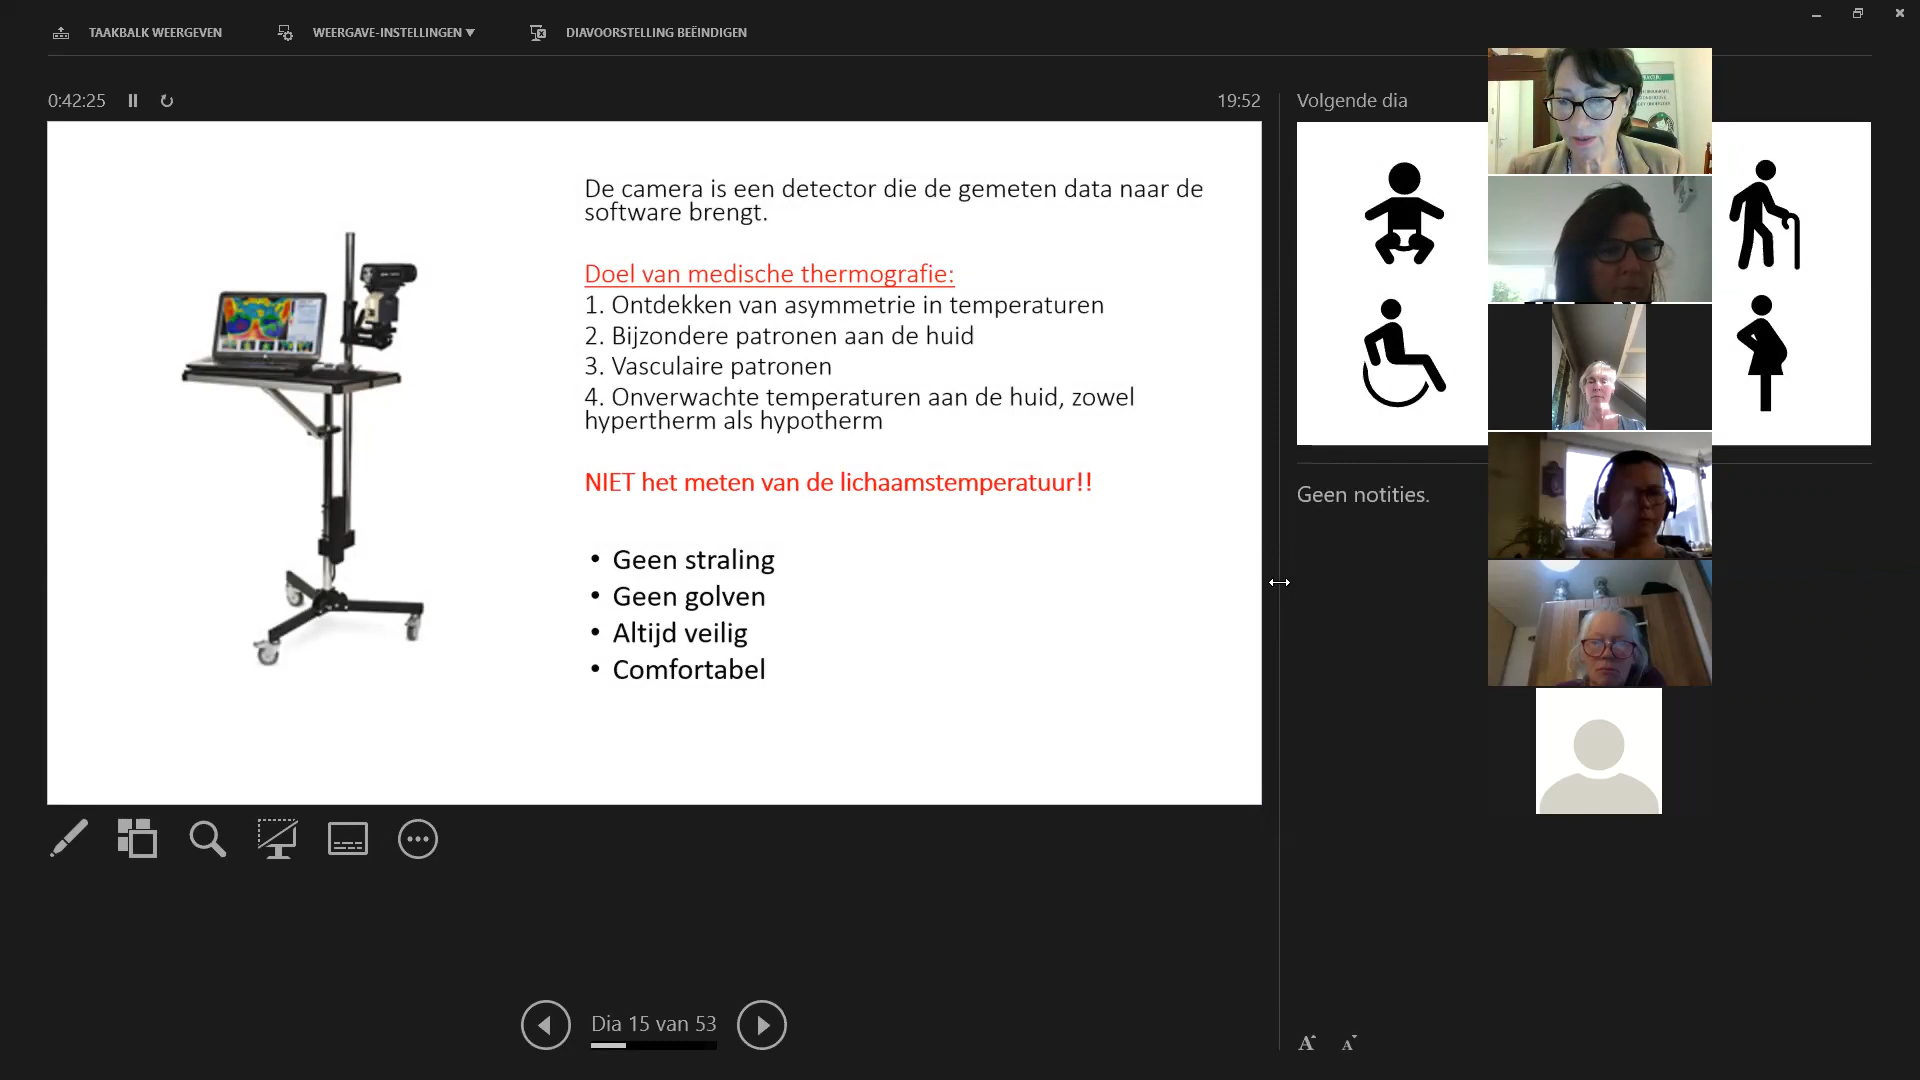 TAAKBALK WEERGEVEN
WEERGAVE-INSTELLINGEN ▼
DIAVOORSTELLING BEËINDIGEN
0:42:25
19:52
Volgende dia
De camera is een detector die de gemeten data naar de
software brengt.
Doel van medische thermografie:
1. Ontdekken van asymmetrie in temperaturen
2. Bijzondere patronen aan de huid
3. Vasculaire patronen
4. Onverwachte temperaturen aan de huid, zowel
hypertherm als hypotherm
NIET het meten van de lichaamstemperatuur!!
• Geen straling
• Geen golven
• Altijd veilig
• Comfortabel
Geen notities.
Dia 15 van 53
A
A